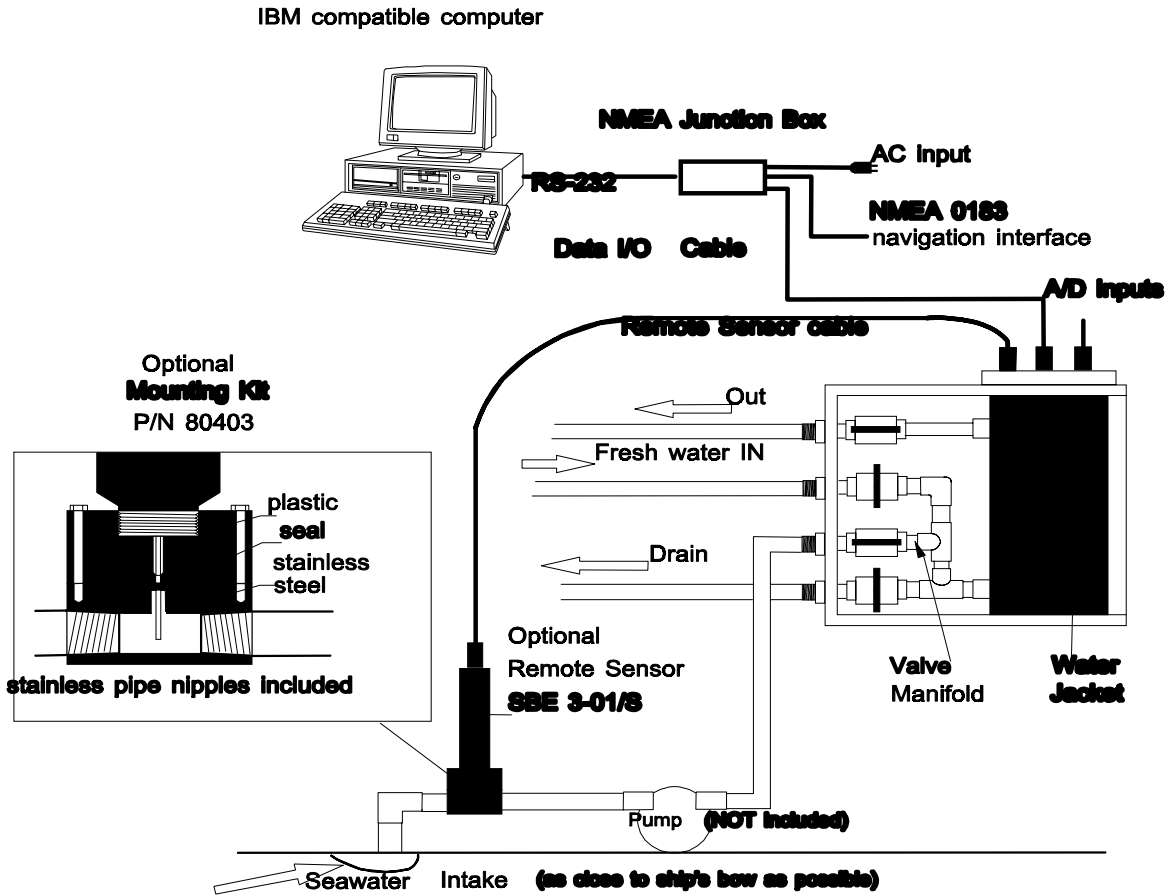 IBM compatible computer
NMEA Junction Box
AC input
RS-232
NMEA 0183
navigation interface
Data I/O Cable
A/D inputs
Remote Sensor cable
Optional
Mounting Kit
P/N 80403
Out
Fresh water IN
plastic
seal
stainless
steel
Drain
stainless pipe nipples included
Optional
Remote Sensor
SBE 3-01/S
Valve
Manifold
Water
Jacket
Pump (NOT included)
Seawater Intake (as close to ship's bow as possible)